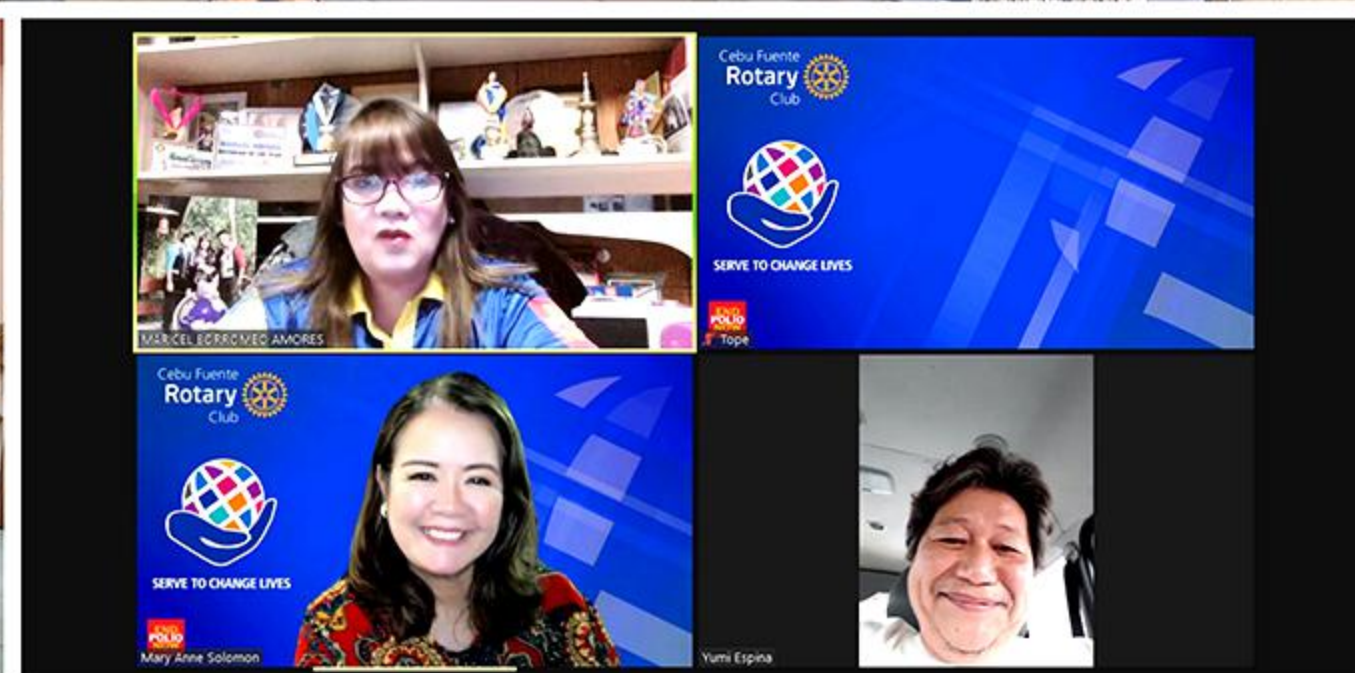 MARICEL BORROMEO AMORES
Cebu Fuente
Rotary
Club
SERVE TO CHANGE LIVES
END
POLIO
NOW
Tope
Cebu Fuente
Rotary
Club
SERVE TO CHANGE LIVES
END
POLIO
NOW
Mary Anne Solomon
Yumi Espina